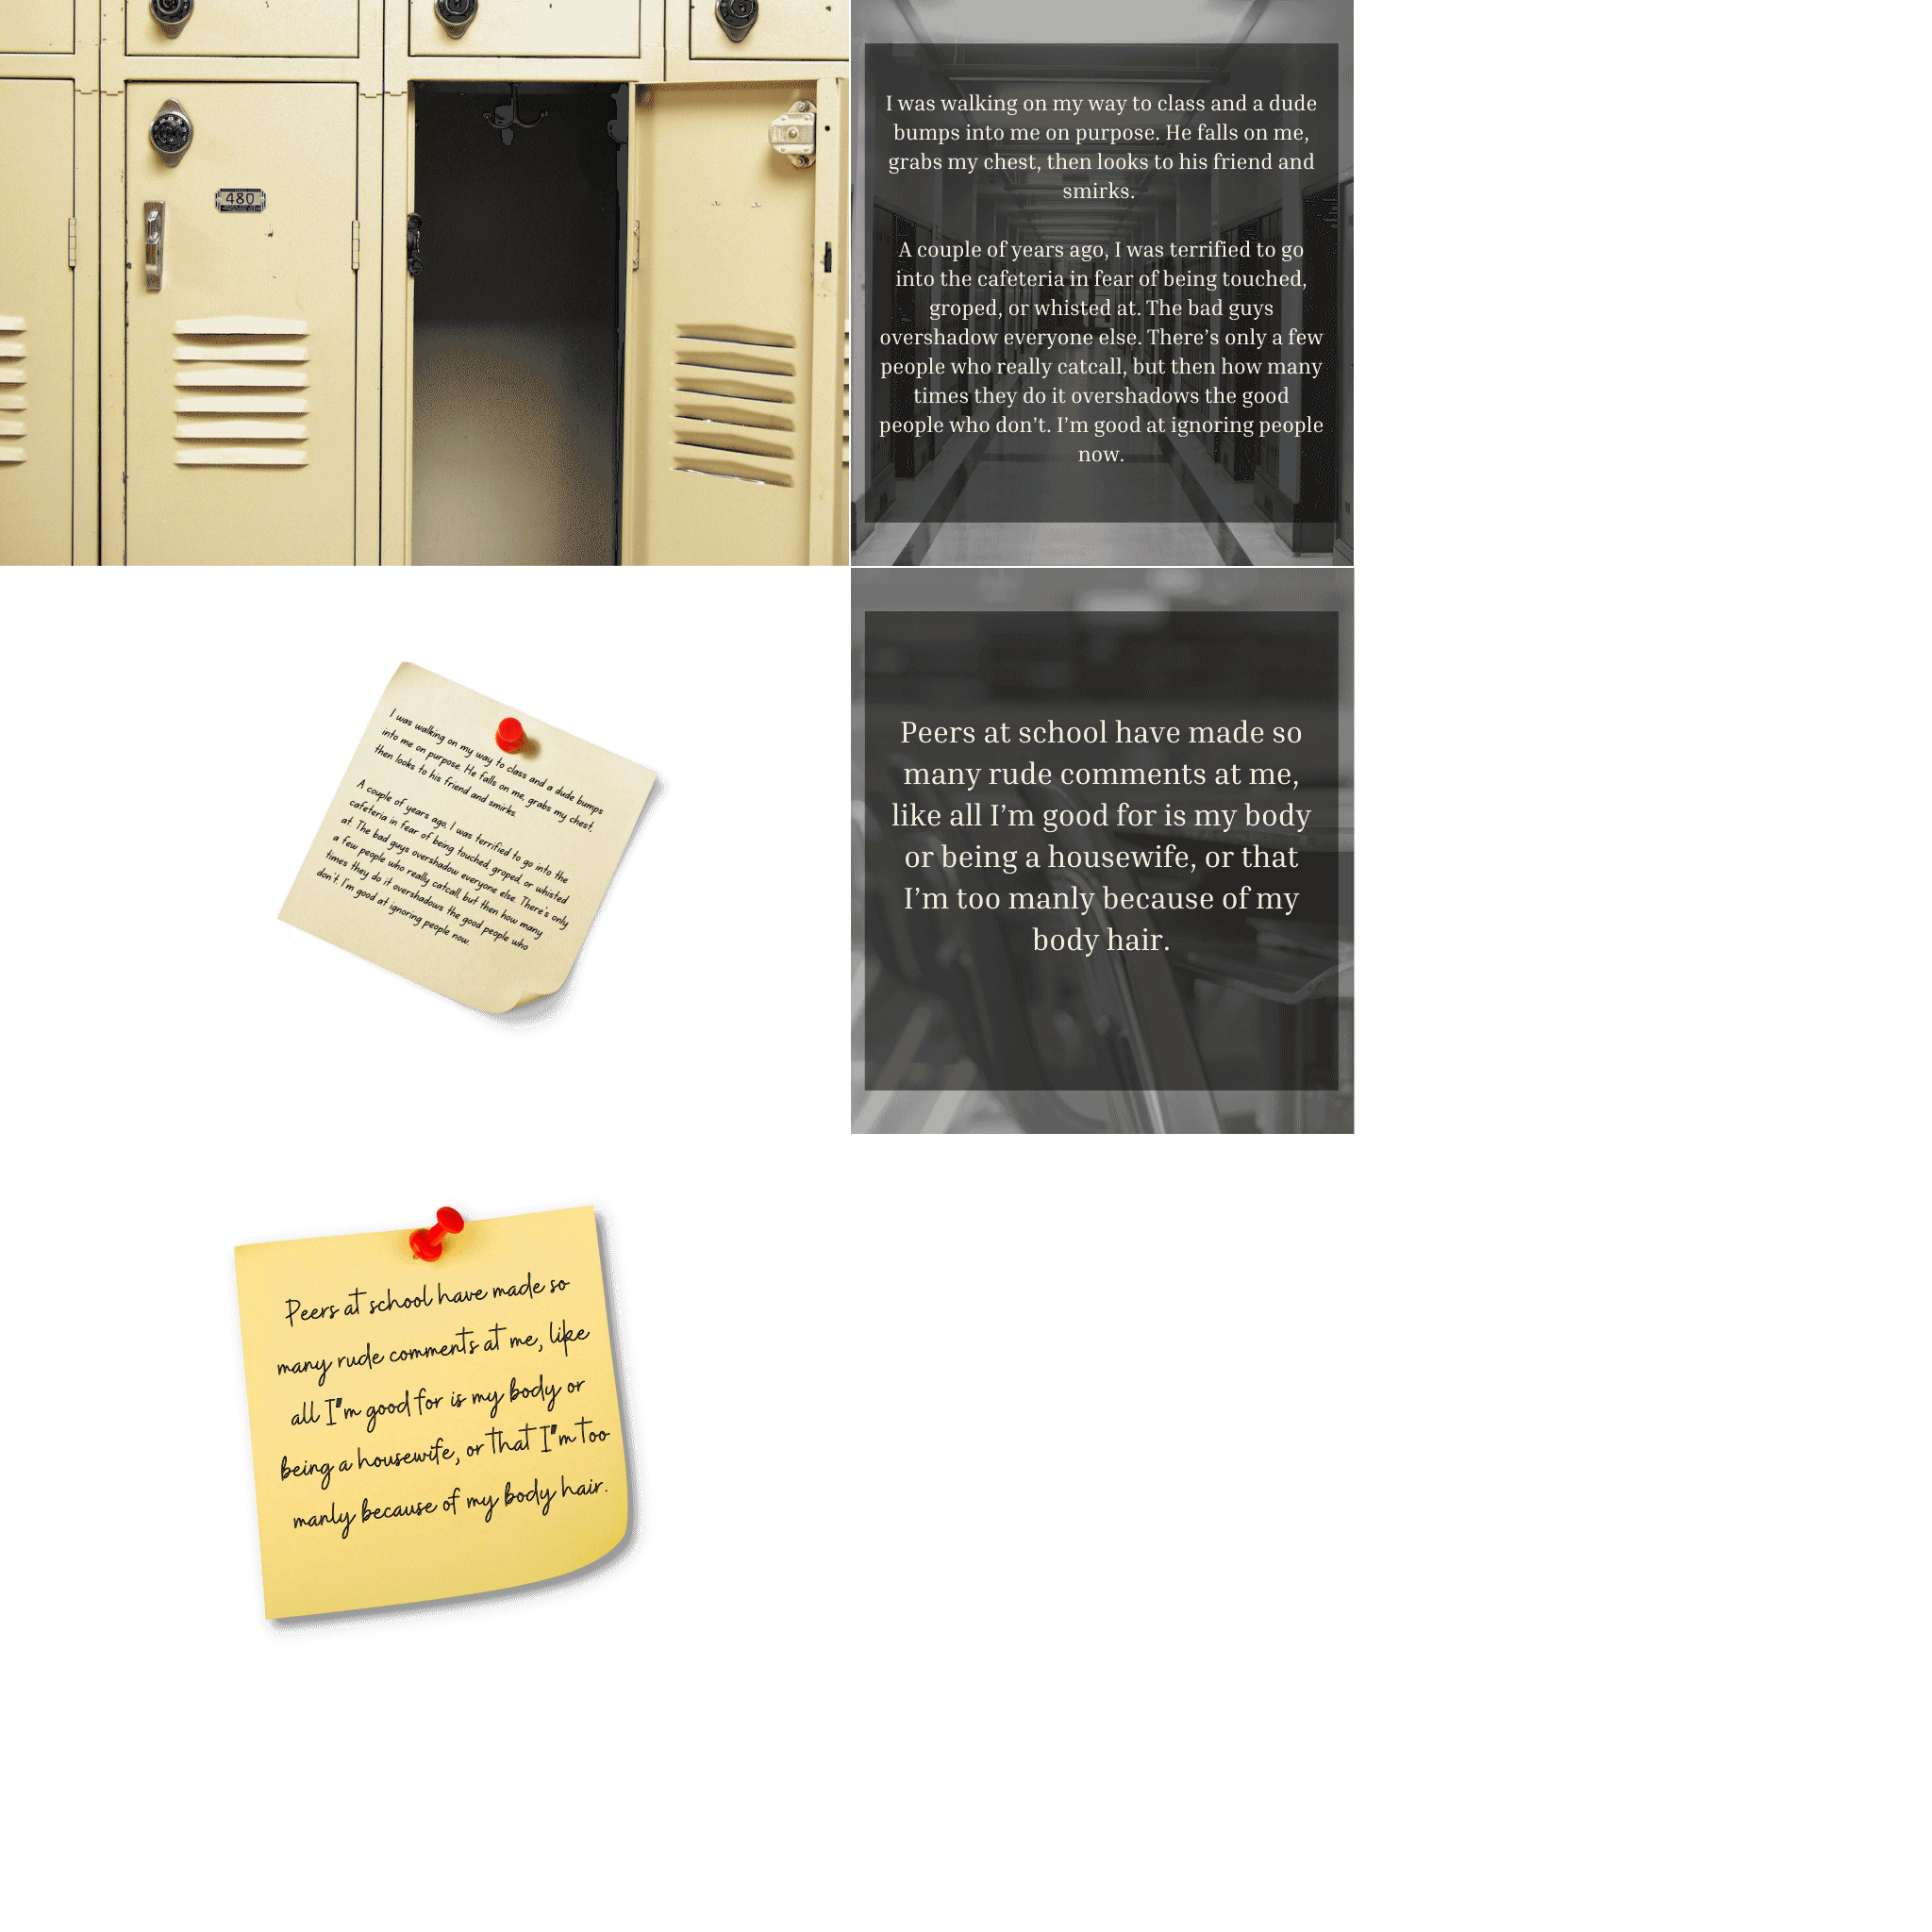 480
I was walking on my way to class and a dude
bumps into me on purpose. He falls on me,
grabs my chest, then looks to his friend and
smirks.
A couple of years ago, I was terrified to go
into the cafeteria in fear of being touched,
groped, or whisted at. The bad guys
overshadow everyone else. There's only a few
people who really catcall, but then how many
times they do it overshadows the good
people who don't. I'm good at ignoring people
now.
I was walking on my way to class and a dude bumps
into me on purpose. He falls on me, grabs my chest,
then looks to his friend and smirks.
A couple of years ago, I was terrified to go into the
cafeteria in fear of being touched, groped, or whisted
at. The bad guys overshadow everyone else. There's only
a few people who really catcall, but then how many
times they do it overshadows the good people who
don't. I'm good at ignoring people now.
Peers at school have made so
many rude comments at me,
like all I'm good for is my body
or being a housewife, or that
I'm too manly because of my
body hair.
Peers at school have made so
many rude comments at me, like
all I"m good for is my body or
being a housewife, or that I"m too
manly because of my body hair.